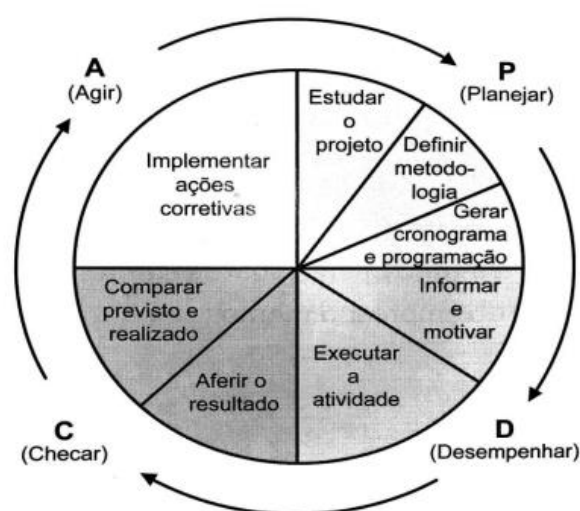 A
(Agir)
P
(Planejar)
Estudar
o
projeto
Definir
metodo-
logia
Gerar
cronograma
e programação
Informar
e
motivar
Executar
a
atividade
D
(Desempenhar)
Aferir o
resultado
Comparar
previsto e
realizado
C
(Checar)
Implementar
ações
corretivas